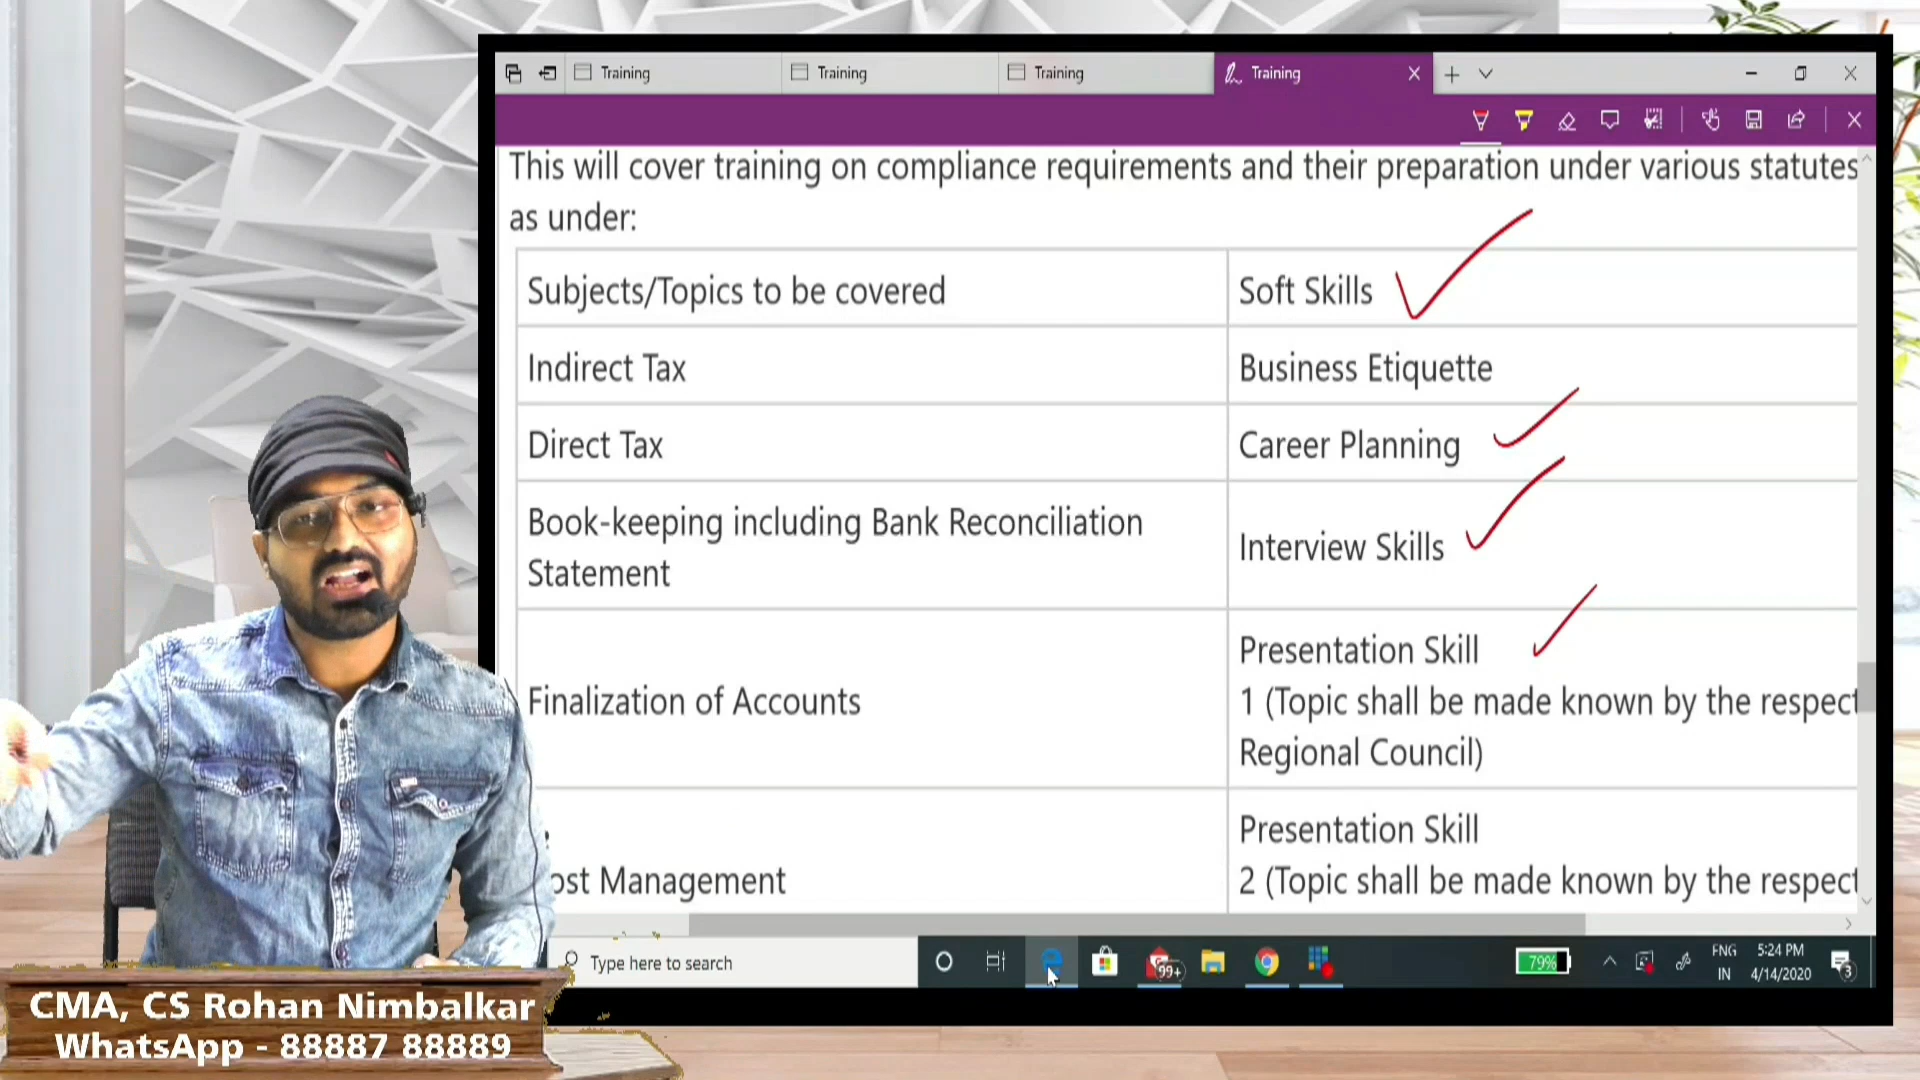 Training
Training
Training
Training
This will cover training on compliance requirements and their preparation under various statutes
as under:
Subjects/Topics to be covered
Soft Skills
Indirect Tax
Business Etiquette
Direct Tax
Career Planning
Book-keeping including Bank Reconciliation
Statement
Interview Skills
Finalization of Accounts
Presentation Skill
1 (Topic shall be made known by the respect
Regional Council)
ost Management
Presentation Skill
2 (Topic shall be made known by the respect
Type here to search
99+
79%
ENG
IN
5:24 PM
4/14/2020
3
CMA, CS Rohan Nimbalkar
WhatsApp - 88887 88889